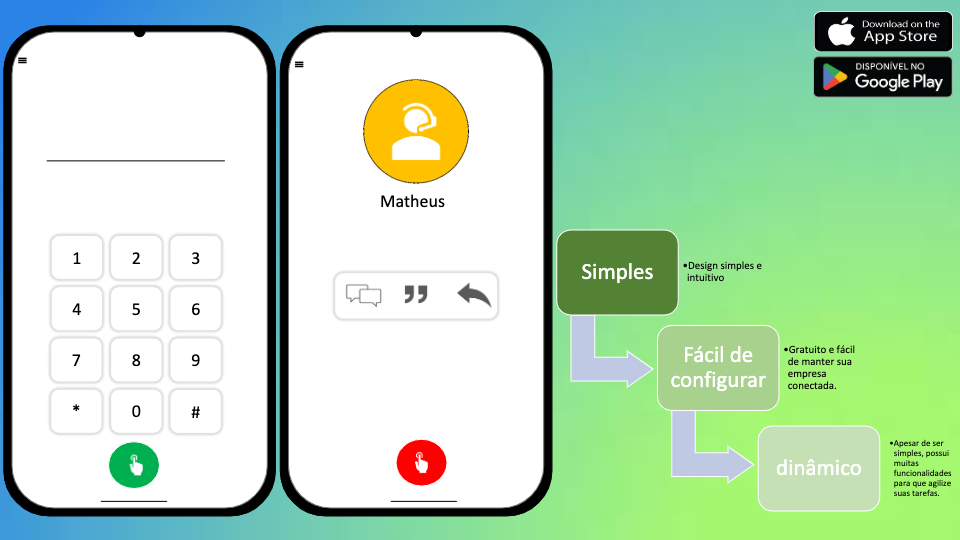 Download on the
App Store
DISPONÍVEL NO
Google Play
1 2 3
4 5 6
7 8 9
* 0 #
Matheus
Simples
•Design simples e
intuitivo
Fácil de
configurar
•Gratuito e fácil
de manter sua
empresa
conectada.
dinâmico
•Apesar de ser
simples, possui
muitas
funcionalidades
para que agilize
suas tarefas.